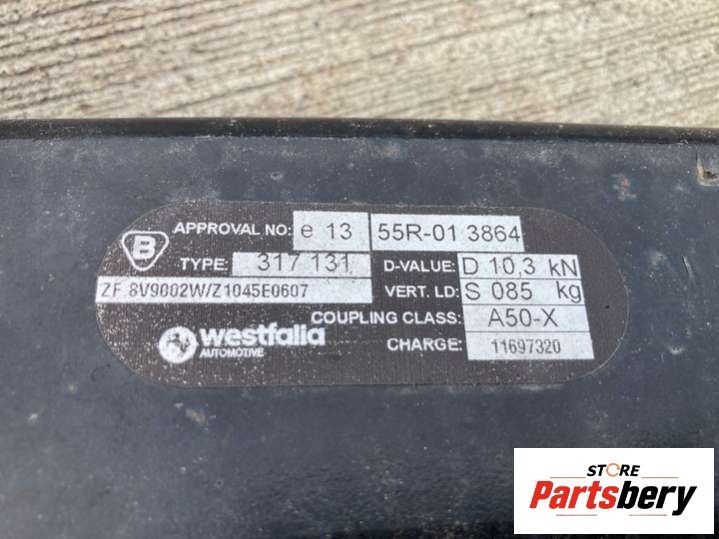 APPROVAL NO: e 13 55R-01 3864
B
TYPE: 317 131 D-VALUE: D 10,3 kN
ZF 8V9002W/Z1045E0607 VERT. LD: S 085 kg
COUPLING CLASS: A50-X
westfalia
AUTOMOTIVE
CHARGE: 11697320
STORE
Partsbery